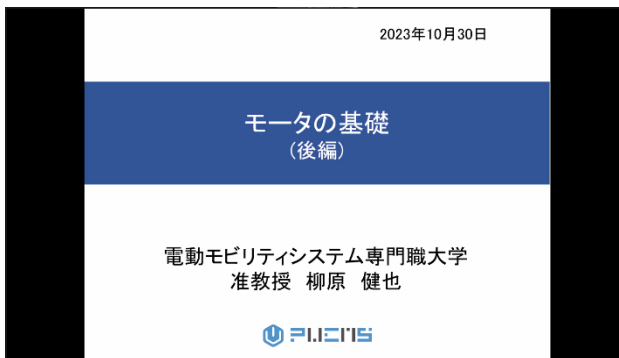 2023年10月30日
モータの基礎
（後編）
電動モビリティシステム専門職大学
准教授 柳原 健也
PUEMS